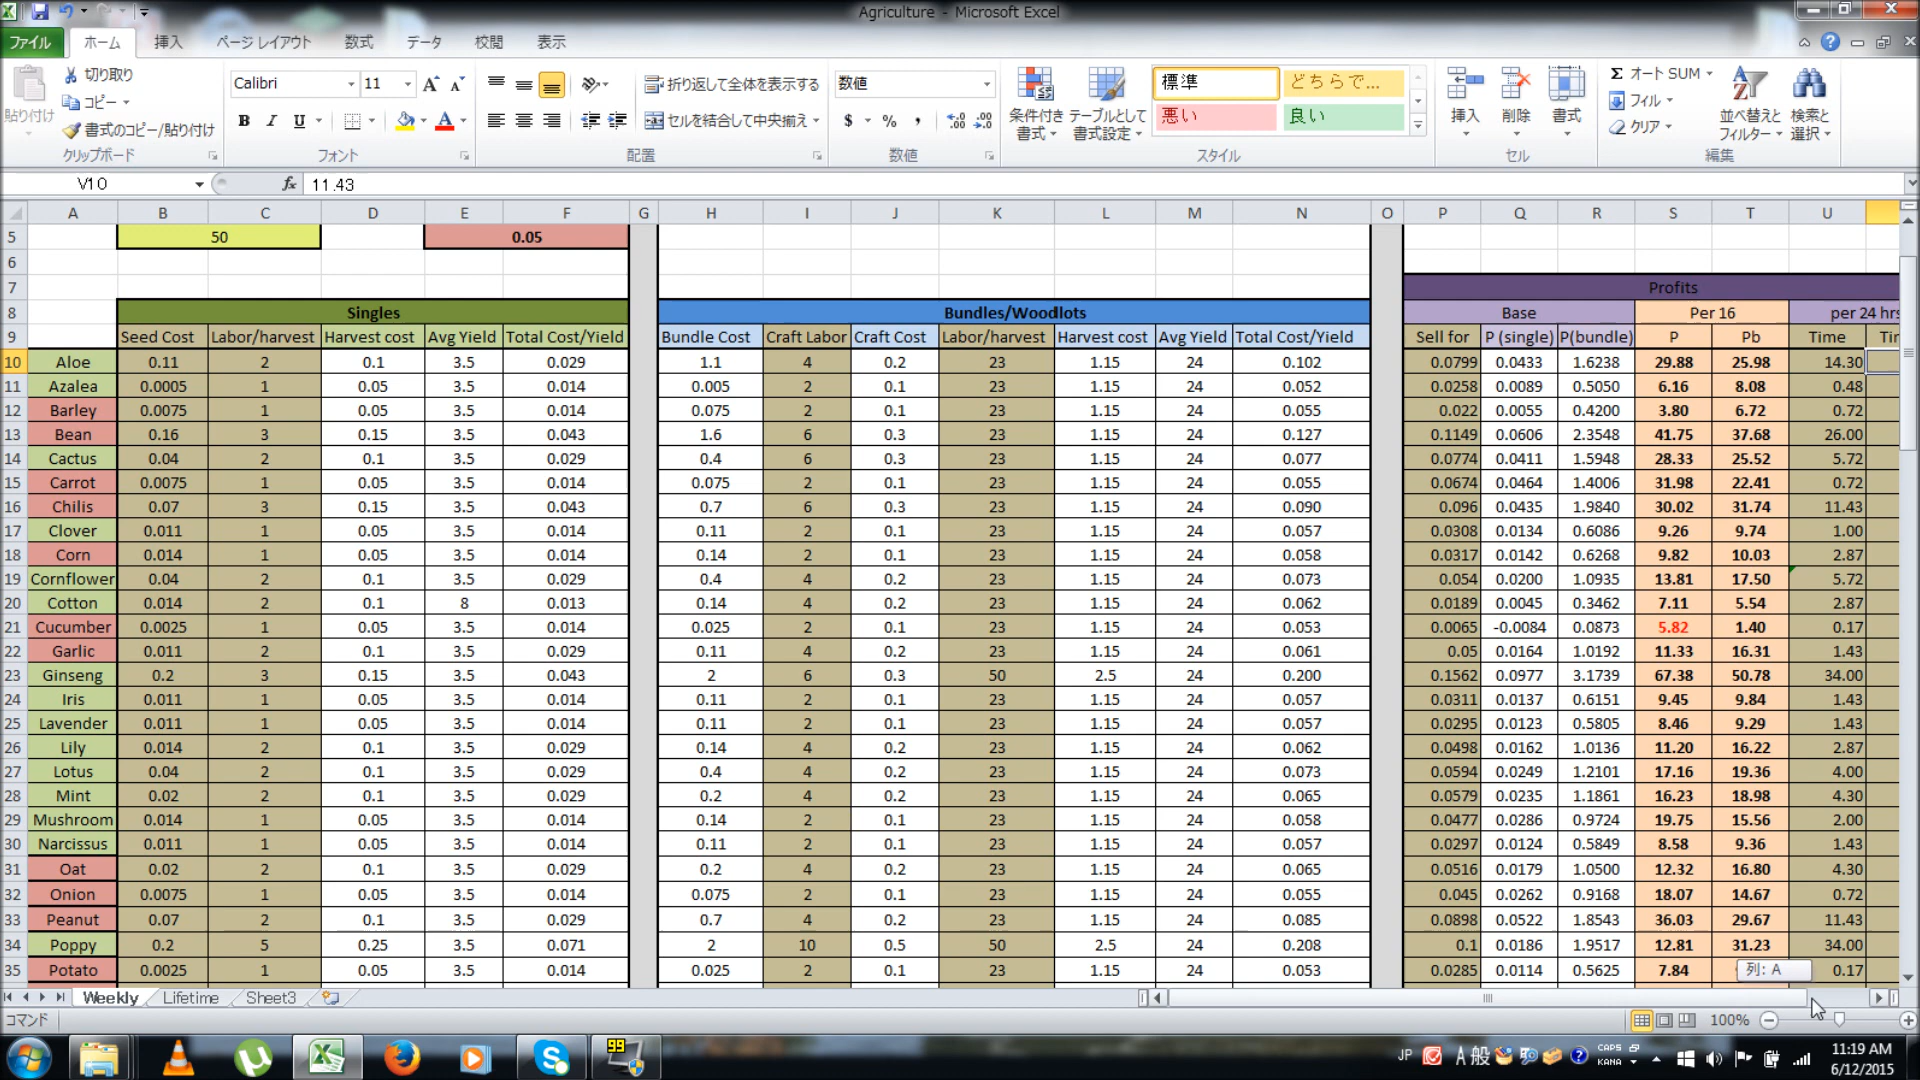 Agriculture - Microsoft Excel
ファイル ホーム 挿入 ページ レイアウト 数式 データ 校閲 表示
貼り付け 切り取り コピー 書式のコピー/貼り付け クリップボード
Calibri 11 B I U A フォント
折り返して全体を表示する セルを結合して中央揃え 配置
数値 $ % , 数値
条件付き書式 テーブルとして書式設定 標準 どちらで... 悪い 良い スタイル
挿入 削除 書式 セル
Σ オート SUM フィル クリア 並べ替えとフィルター 検索と選択 編集
V10 fx 11.43
A B C D E F G H I J K L M N O P Q R S T U
5 50 0.05
6
7 Profits
8 Singles Bundles/Woodlots Base Per 16 per 24 hrs
9 Seed Cost Labor/harvest Harvest cost Avg Yield Total Cost/Yield Bundle Cost Craft Labor Craft Cost Labor/harvest Harvest cost Avg Yield Total Cost/Yield Sell for P (single) P(bundle) P Pb Time Tir
10 Aloe 0.11 2 0.1 3.5 0.029 1.1 4 0.2 23 1.15 24 0.102 0.0799 0.0433 1.6238 29.88 25.98 14.30
11 Azalea 0.0005 1 0.05 3.5 0.014 0.005 2 0.1 23 1.15 24 0.052 0.0258 0.0089 0.5050 6.16 8.08 0.48
12 Barley 0.0075 1 0.05 3.5 0.014 0.075 2 0.1 23 1.15 24 0.055 0.022 0.0055 0.4200 3.80 6.72 0.72
13 Bean 0.16 3 0.15 3.5 0.043 1.6 6 0.3 23 1.15 24 0.127 0.1149 0.0606 2.3548 41.75 37.68 26.00
14 Cactus 0.04 2 0.1 3.5 0.029 0.4 6 0.3 23 1.15 24 0.077 0.0774 0.0411 1.5948 28.33 25.52 5.72
15 Carrot 0.0075 1 0.05 3.5 0.014 0.075 2 0.1 23 1.15 24 0.055 0.0674 0.0464 1.4006 31.98 22.41 0.72
16 Chilis 0.07 3 0.15 3.5 0.043 0.7 6 0.3 23 1.15 24 0.090 0.096 0.0435 1.9840 30.02 31.74 11.43
17 Clover 0.011 1 0.05 3.5 0.014 0.11 2 0.1 23 1.15 24 0.057 0.0308 0.0134 0.6086 9.26 9.74 1.00
18 Corn 0.014 1 0.05 3.5 0.014 0.14 2 0.1 23 1.15 24 0.058 0.0317 0.0142 0.6268 9.82 10.03 2.87
19 Cornflower 0.04 2 0.1 3.5 0.029 0.4 4 0.2 23 1.15 24 0.073 0.054 0.0200 1.0935 13.81 17.50 5.72
20 Cotton 0.014 2 0.1 8 0.013 0.14 4 0.2 23 1.15 24 0.062 0.0189 0.0045 0.3462 7.11 5.54 2.87
21 Cucumber 0.0025 1 0.05 3.5 0.014 0.025 2 0.1 23 1.15 24 0.053 0.0065 -0.0084 0.0873 5.82 1.40 0.17
22 Garlic 0.011 2 0.1 3.5 0.029 0.11 4 0.2 23 1.15 24 0.061 0.05 0.0164 1.0192 11.33 16.31 1.43
23 Ginseng 0.2 3 0.15 3.5 0.043 2 6 0.3 50 2.5 24 0.200 0.1562 0.0977 3.1739 67.38 50.78 34.00
24 Iris 0.011 1 0.05 3.5 0.014 0.11 2 0.1 23 1.15 24 0.057 0.0311 0.0137 0.6151 9.45 9.84 1.43
25 Lavender 0.011 1 0.05 3.5 0.014 0.11 2 0.1 23 1.15 24 0.057 0.0295 0.0123 0.5805 8.46 9.29 1.43
26 Lily 0.014 2 0.1 3.5 0.029 0.14 4 0.2 23 1.15 24 0.062 0.0498 0.0162 1.0136 11.20 16.22 2.87
27 Lotus 0.04 2 0.1 3.5 0.029 0.4 4 0.2 23 1.15 24 0.073 0.0594 0.0249 1.2101 17.16 19.36 4.00
28 Mint 0.02 2 0.1 3.5 0.029 0.2 4 0.2 23 1.15 24 0.065 0.0579 0.0235 1.1861 16.23 18.98 4.30
29 Mushroom 0.014 1 0.05 3.5 0.014 0.14 2 0.1 23 1.15 24 0.058 0.0477 0.0286 0.9724 19.75 15.56 2.00
30 Narcissus 0.011 1 0.05 3.5 0.014 0.11 2 0.1 23 1.15 24 0.057 0.0297 0.0124 0.5849 8.58 9.36 1.43
31 Oat 0.02 2 0.1 3.5 0.029 0.2 4 0.2 23 1.15 24 0.065 0.0516 0.0179 1.0500 12.32 16.80 4.30
32 Onion 0.0075 1 0.05 3.5 0.014 0.075 2 0.1 23 1.15 24 0.055 0.045 0.0262 0.9168 18.07 14.67 0.72
33 Peanut 0.07 2 0.1 3.5 0.029 0.7 4 0.2 23 1.15 24 0.085 0.0898 0.0522 1.8543 36.03 29.67 11.43
34 Poppy 0.2 5 0.25 3.5 0.071 2 10 0.5 50 2.5 24 0.208 0.1 0.0186 1.9517 12.81 31.23 34.00
35 Potato 0.0025 1 0.05 3.5 0.014 0.025 2 0.1 23 1.15 24 0.053 0.0285 0.0114 0.5625 7.84 0.17
列: A
Weekly Lifetime Sheet3
コマンド 100%
99 JP A 般 CAPS KANA 11:19 AM
6/12/2015